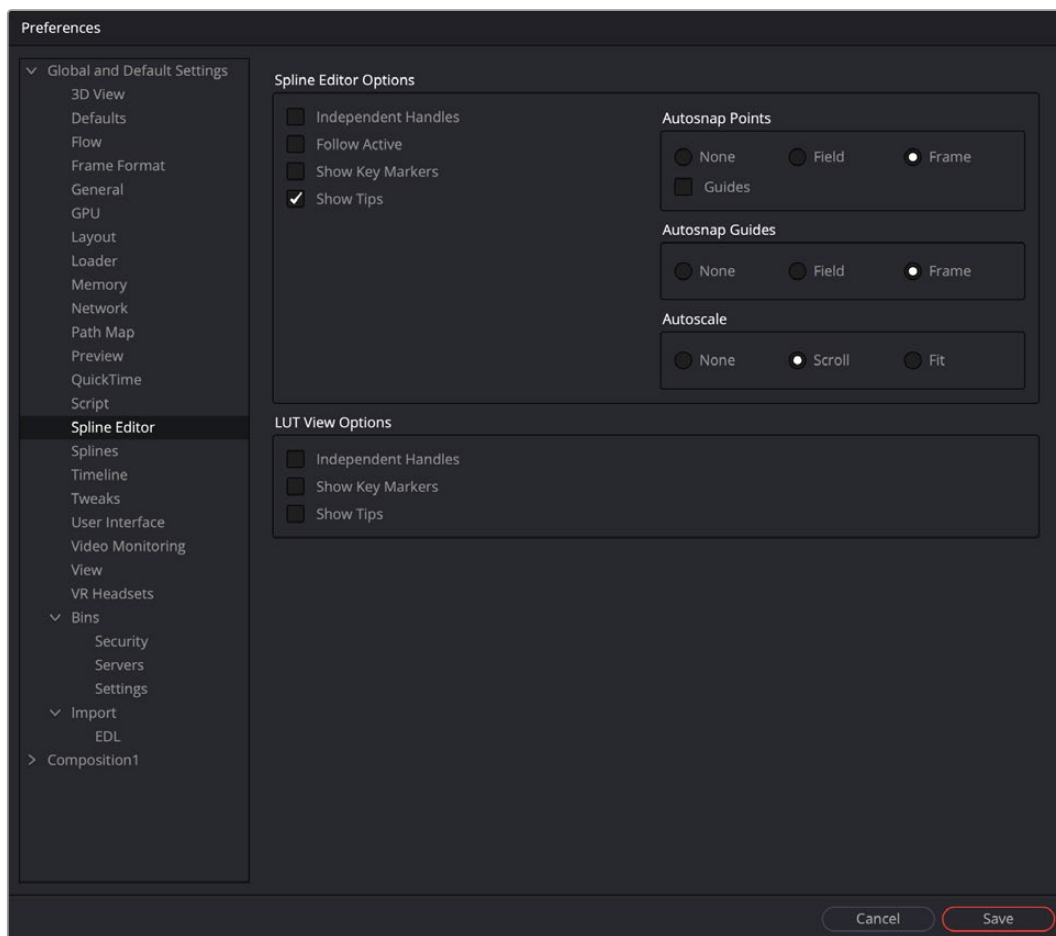 Preferences
Global and Default Settings
3D View
Defaults
Flow
Frame Format
General
GPU
Layout
Loader
Memory
Network
Path Map
Preview
QuickTime
Script
Spline Editor
Splines
Timeline
Tweaks
User Interface
Video Monitoring
View
VR Headsets
Bins
Security
Servers
Settings
Import
EDL
Composition1
Spline Editor Options
Independent Handles
Follow Active
Show Key Markers
Show Tips
Autosnap Points
None Field Frame
Guides
Autosnap Guides
None Field Frame
Autoscale
None Scroll Fit
LUT View Options
Independent Handles
Show Key Markers
Show Tips
Cancel Save